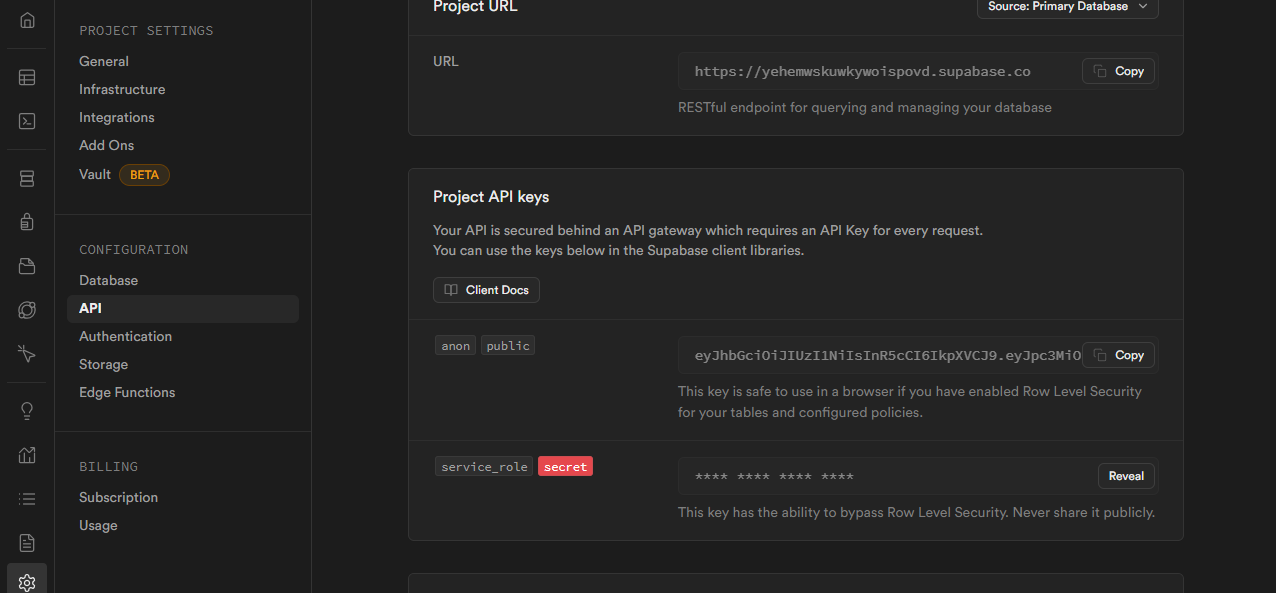 PROJECT SETTINGS
General
Infrastructure
Integrations
Add Ons
Vault BETA
CONFIGURATION
Database
API
Authentication
Storage
Edge Functions
BILLING
Subscription
Usage
Project URL
Source: Primary Database
URL
https://yehemwskuwkywoispovd.supabase.co
Copy
RESTful endpoint for querying and managing your database
Project API keys
Your API is secured behind an API gateway which requires an API Key for every request.
You can use the keys below in the Supabase client libraries.
Client Docs
anon public
eyJhbGciOiJIUzI1NiIsInR5cCI6IkpXVCJ9.eyJpc3MiO
Copy
This key is safe to use in a browser if you have enabled Row Level Security
for your tables and configured policies.
service_role secret
**** **** **** ****
Reveal
This key has the ability to bypass Row Level Security. Never share it publicly.